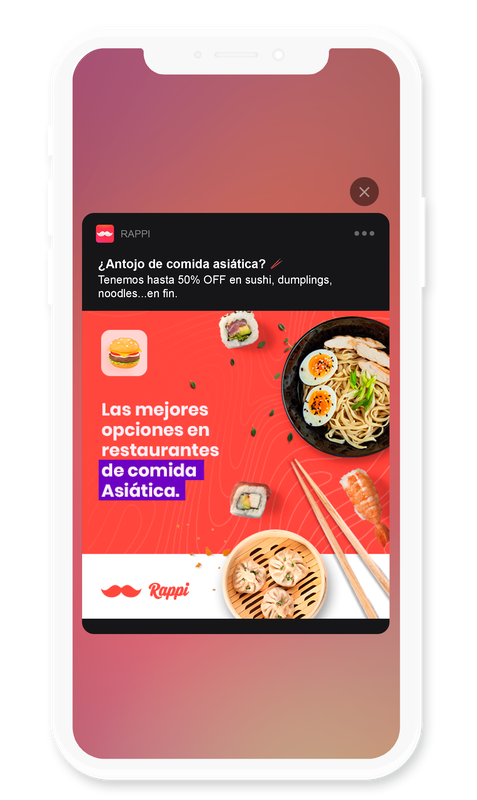 RAPPI
¿Antojo de comida asiática? 🥢
Tenemos hasta 50% OFF en sushi, dumplings,
noodles...en fin.
Las mejores
opciones en
restaurantes
de comida
Asiática.
Rappi